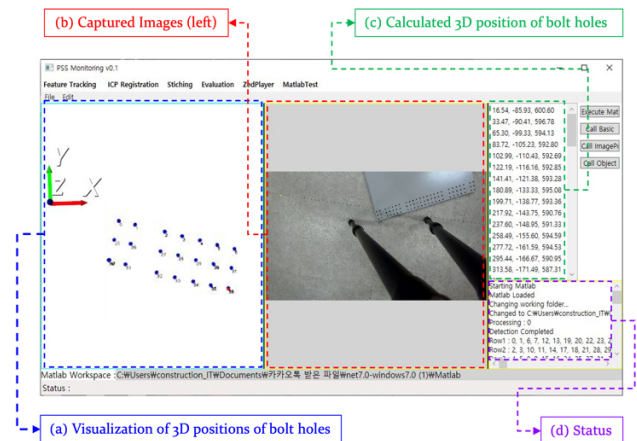 (b) Captured Images (left)
(c) Calculated 3D position of bolt holes
PSS Monitoring v0.1
Feature Tracking ICP Registration Stiching Evaluation ZedPlayer MatlabTest
File Edit
Y
Z X
16.54, -85.93, 600.60
33.47, -90.41, 596.78
65.30, -99.33, 594.13
83.72, -105.23, 592.80
102.99, -110.43, 592.69
122.19, -116.16, 592.85
141.41, -121.38, 593.28
180.89, -133.33, 595.08
199.71, -138.77, 593.36
217.92, -143.75, 590.76
237.60, -148.95, 591.33
258.49, -155.60, 594.59
277.72, -161.59, 594.53
295.44, -166.67, 590.95
313.58, -171.49, 587.31
Execute Mat
Call Basic
Call ImagePr
Call Object
Starting Matlab
Matlab Loaded
Changing working folder...
Changed to C:₩Users₩construction_IT₩
Processing : 0
Detection Completed
Row1 : 0, 1, 6, 7, 12, 13, 19, 20, 22, 23, 2
Row2 : 2, 3, 10, 11, 14, 17, 18, 21, 28, 29
Matlab Workspace : C:₩Users₩construction_IT₩Documents₩카카오톡 받은 파일₩net7.0-windows7.0 (1)₩Matlab
Status :
(a) Visualization of 3D positions of bolt holes
(d) Status